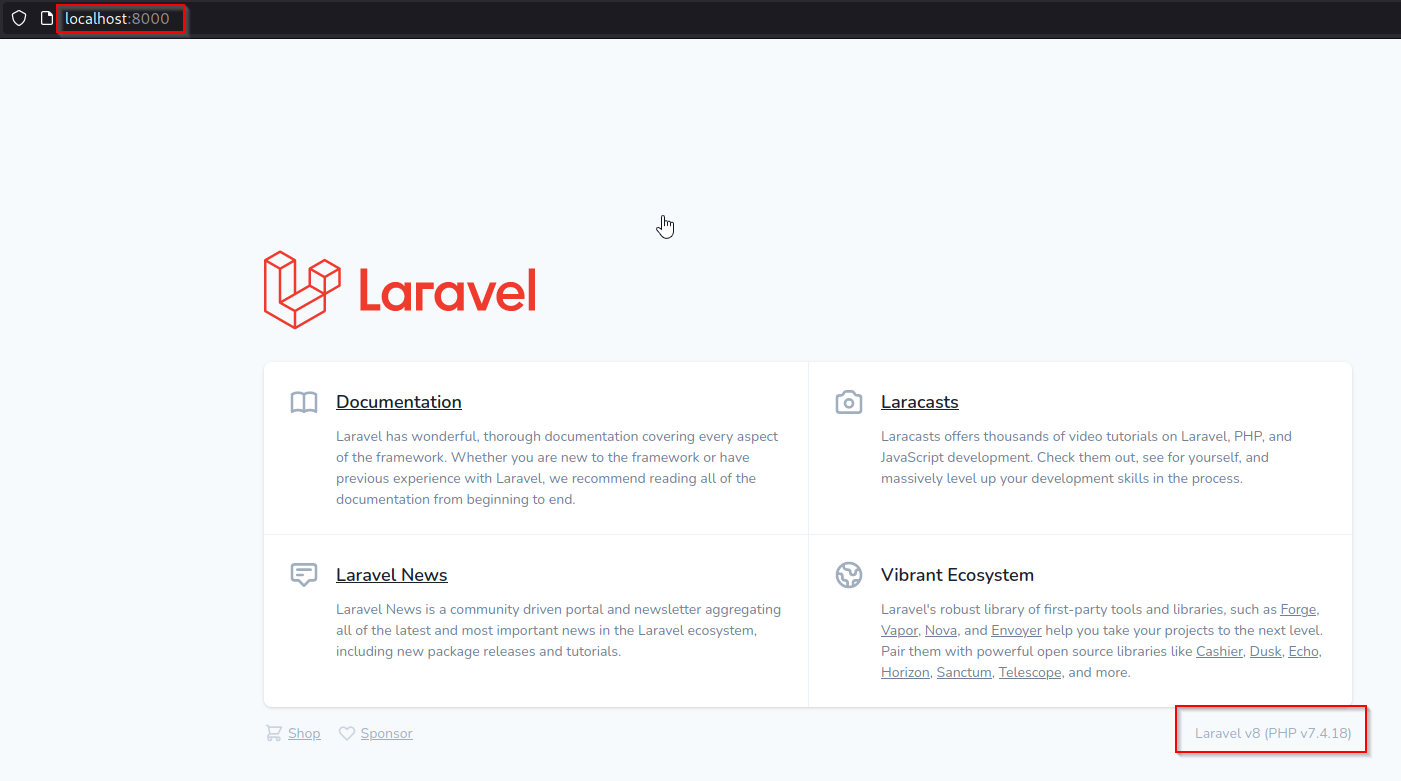 localhost:8000
Laravel
Documentation
Laravel has wonderful, thorough documentation covering every aspect
of the framework. Whether you are new to the framework or have
previous experience with Laravel, we recommend reading all of the
documentation from beginning to end.
Laracasts
Laracasts offers thousands of video tutorials on Laravel, PHP, and
JavaScript development. Check them out, see for yourself, and
massively level up your development skills in the process.
Laravel News
Laravel News is a community driven portal and newsletter aggregating
all of the latest and most important news in the Laravel ecosystem,
including new package releases and tutorials.
Vibrant Ecosystem
Laravel's robust library of first-party tools and libraries, such as Forge,
Vapor, Nova, and Envoyer help you take your projects to the next level.
Pair them with powerful open source libraries like Cashier, Dusk, Echo,
Horizon, Sanctum, Telescope, and more.
Shop
Sponsor
Laravel v8 (PHP v7.4.18)